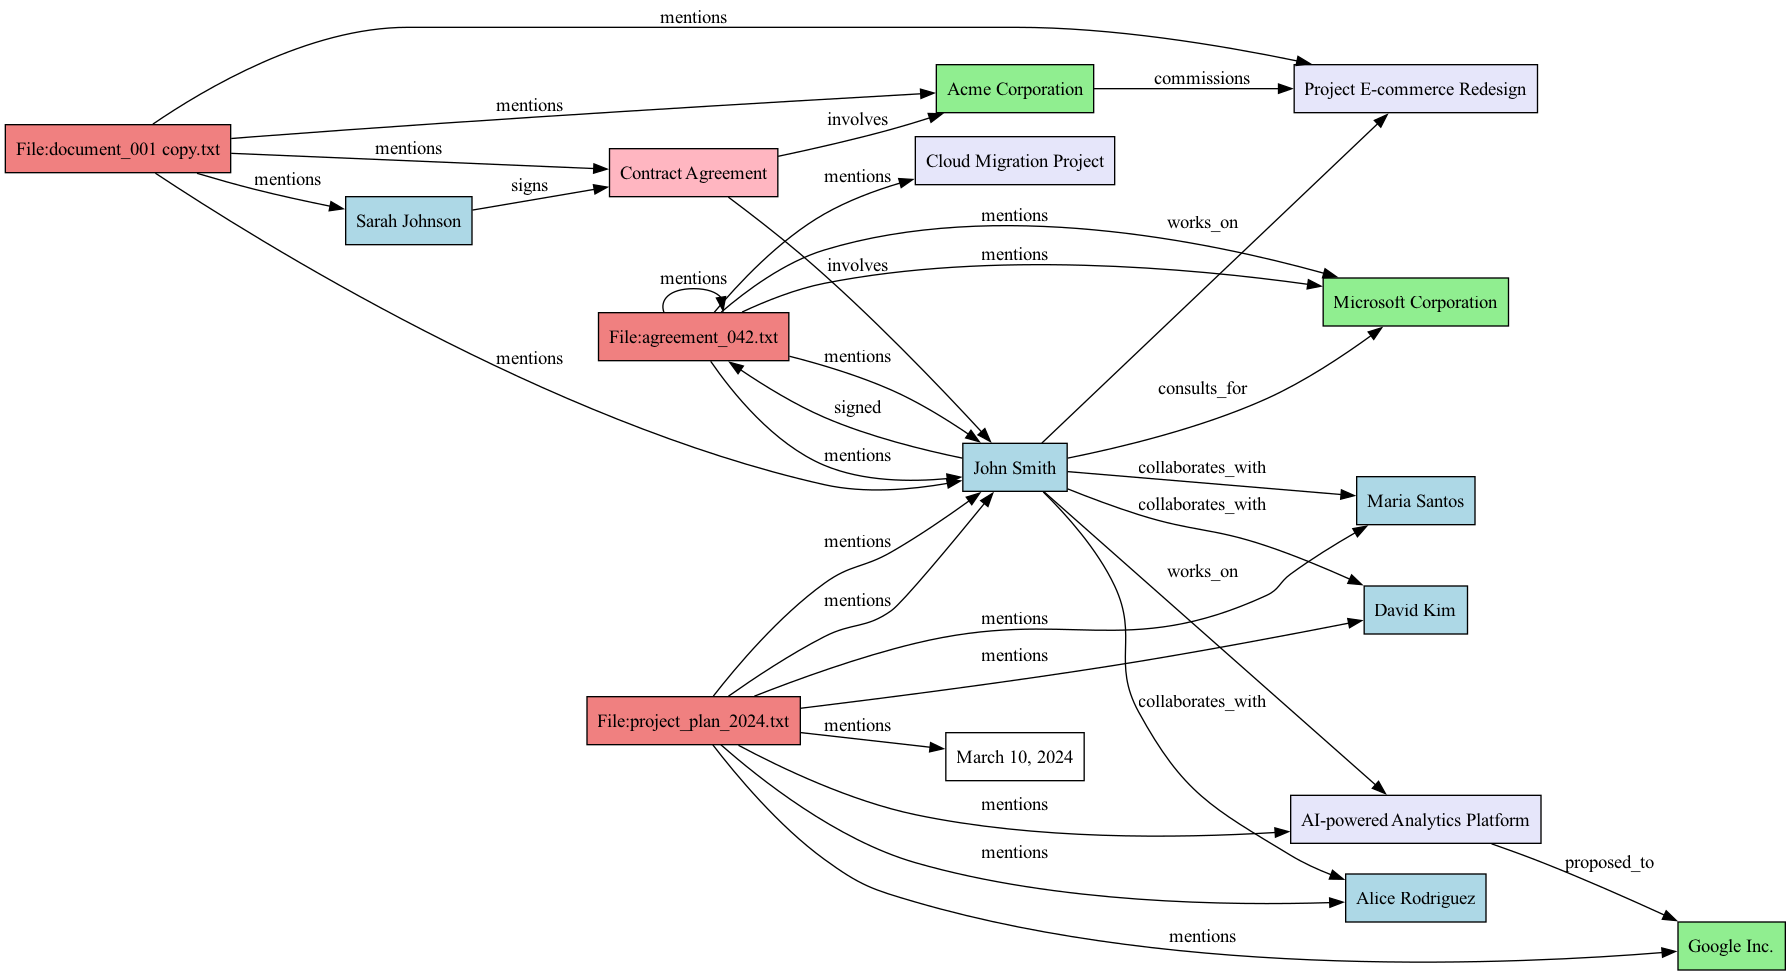 mentions
Acme Corporation
commissions
Project E-commerce Redesign
mentions
involves
File:document_001 copy.txt
mentions
Contract Agreement
Cloud Migration Project
mentions
signs
mentions
Sarah Johnson
mentions
works_on
mentions
involves
mentions
Microsoft Corporation
File:agreement_042.txt
mentions
mentions
consults_for
signed
mentions
John Smith
collaborates_with
Maria Santos
collaborates_with
mentions
works_on
mentions
David Kim
mentions
mentions
collaborates_with
File:project_plan_2024.txt
mentions
March 10, 2024
mentions
AI-powered Analytics Platform
mentions
proposed_to
Alice Rodriguez
mentions
Google Inc.